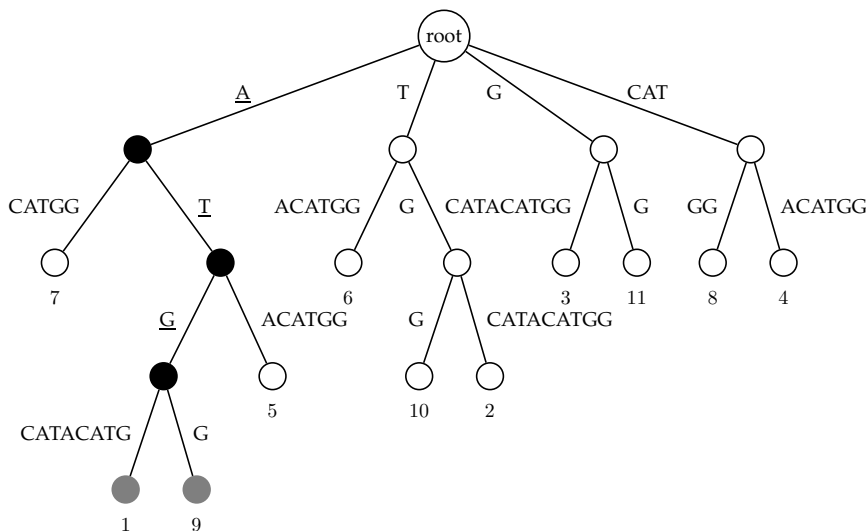 root
A T G CAT
CATGG T ACATGG G CATACATGG G GG ACATGG
7 6 3 11 8 4
G ACATGG G CATACATGG
5 10 2
CATACATG G
1 9